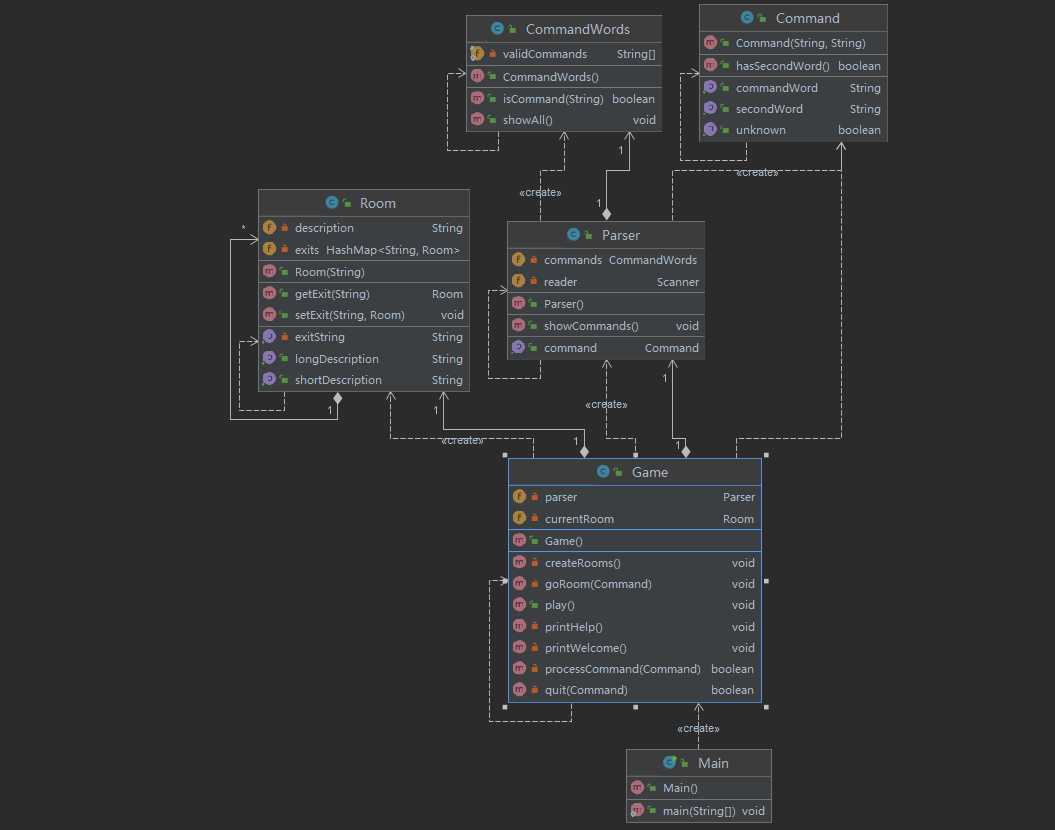 CommandWords
validCommands String[]
CommandWords()
isCommand(String) boolean
showAll() void
Command
Command(String, String)
hasSecondWord() boolean
commandWord String
secondWord String
unknown boolean
1
«create»
«create»
1
Room
description String
exits HashMap<String, Room>
Room(String)
getExit(String) Room
setExit(String, Room) void
exitString String
longDescription String
shortDescription String
*
1
Parser
commands CommandWords
reader Scanner
Parser()
showCommands() void
command Command
1
1
«create»
«create»
1
1
Game
parser Parser
currentRoom Room
Game()
createRooms() void
goRoom(Command) void
play() void
printHelp() void
printWelcome() void
processCommand(Command) boolean
quit(Command) boolean
«create»
Main
Main()
main(String[]) void